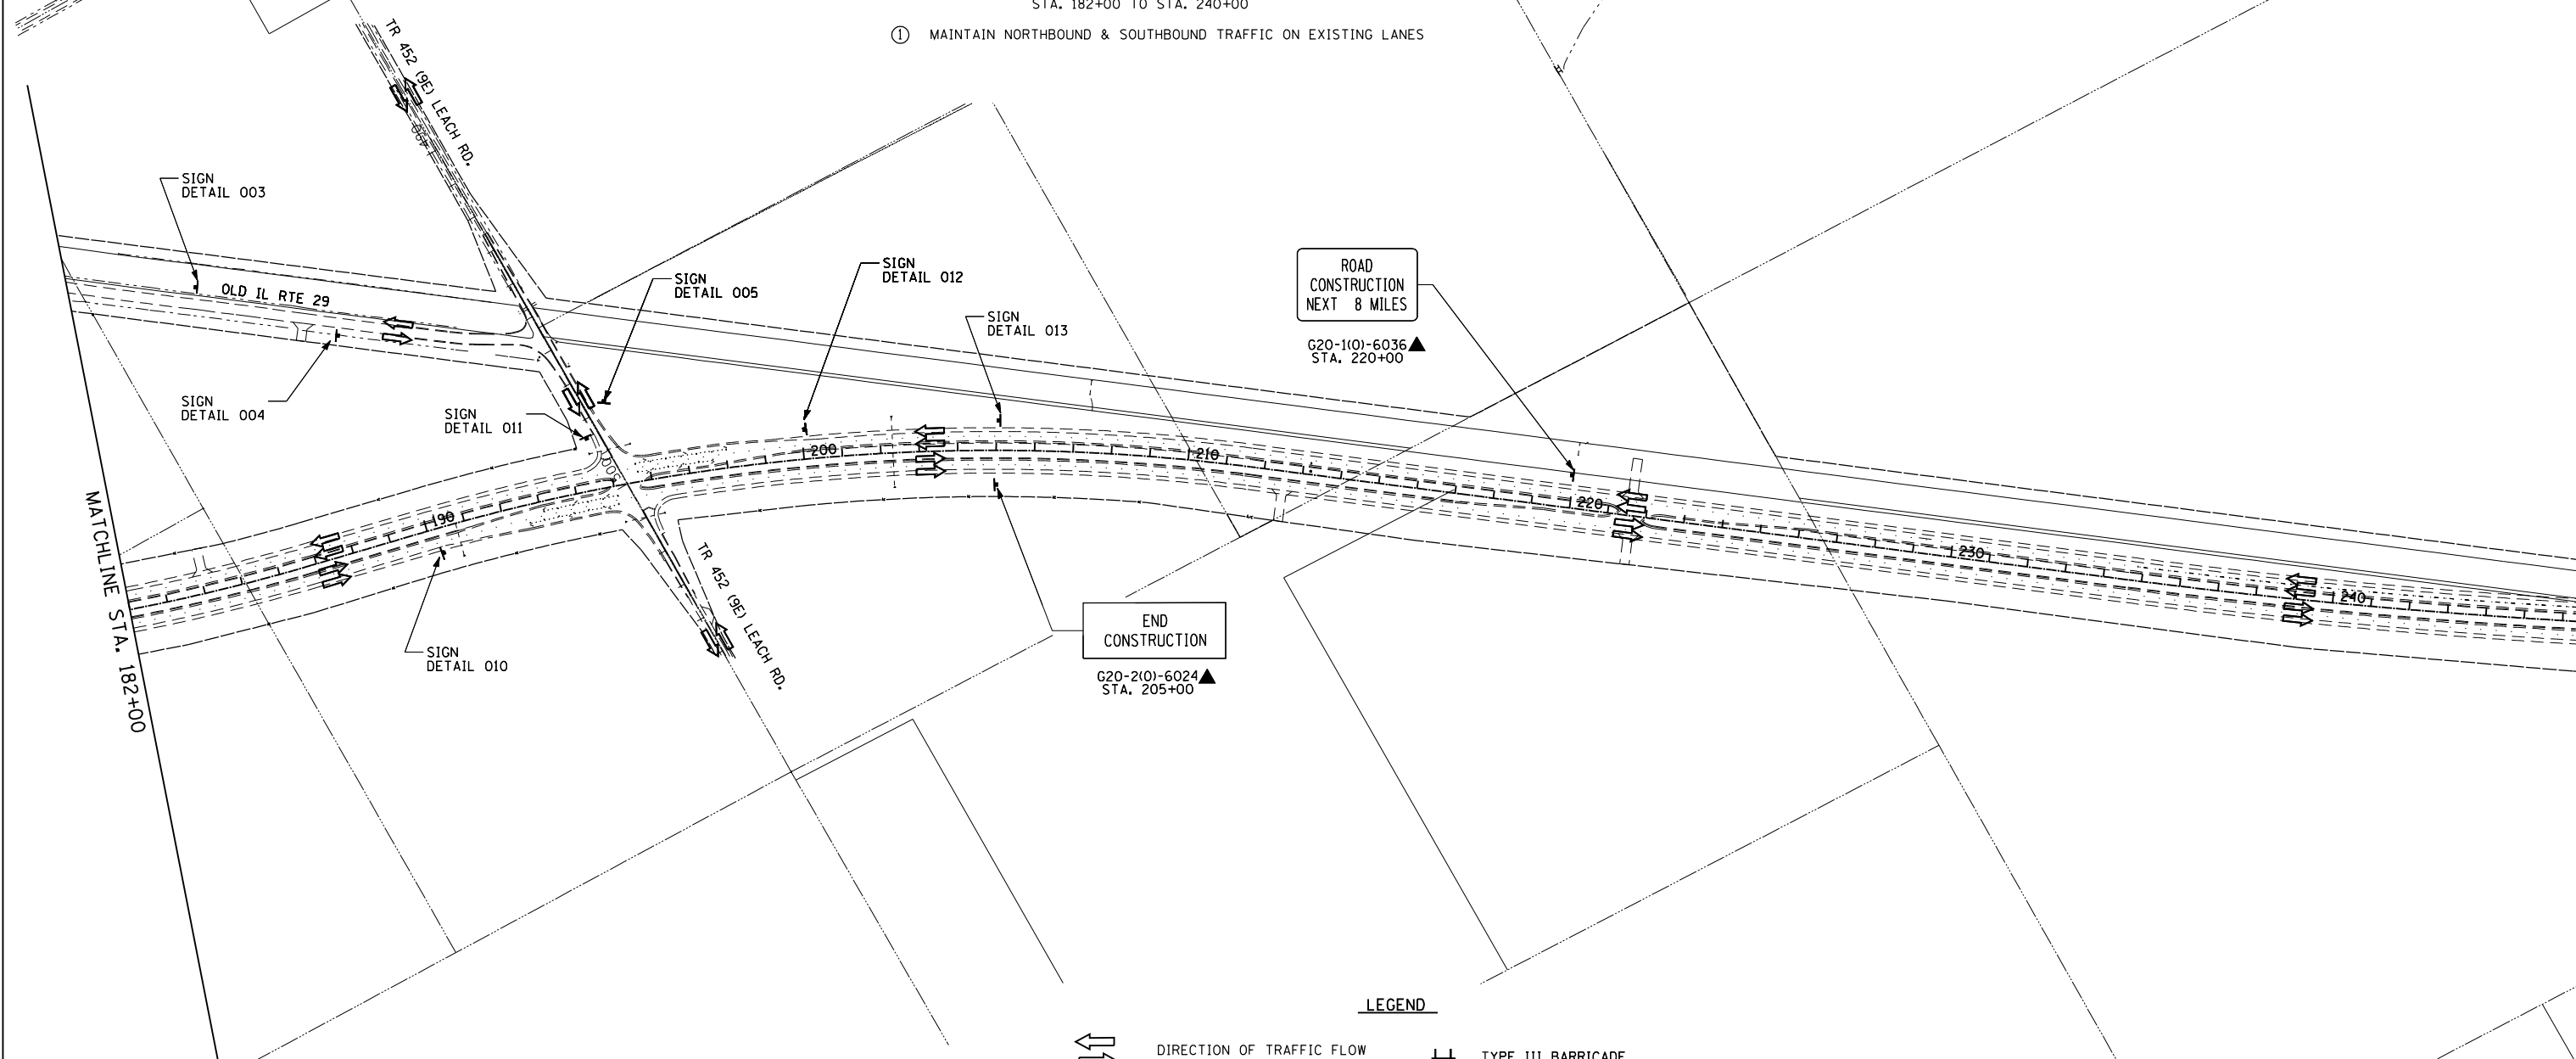 STA. 182+00 TO STA. 240+00
① MAINTAIN NORTHBOUND & SOUTHBOUND TRAFFIC ON EXISTING LANES
TR 452 (9E) LEACH RD.
490
SIGN
DETAIL 003
OLD IL RTE 29
SIGN
DETAIL 004
SIGN
DETAIL 005
SIGN
DETAIL 011
SIGN
DETAIL 012
SIGN
DETAIL 013
ROAD
CONSTRUCTION
NEXT 8 MILES
G20-1(O)-6036
STA. 220+00
190
500
200
210
220
230
240
MATCHLINE STA. 182+00
SIGN
DETAIL 010
TR 452 (9E) LEACH RD.
END
CONSTRUCTION
G20-2(O)-6024
STA. 205+00
LEGEND
DIRECTION OF TRAFFIC FLOW
TYPE III BARRICADE